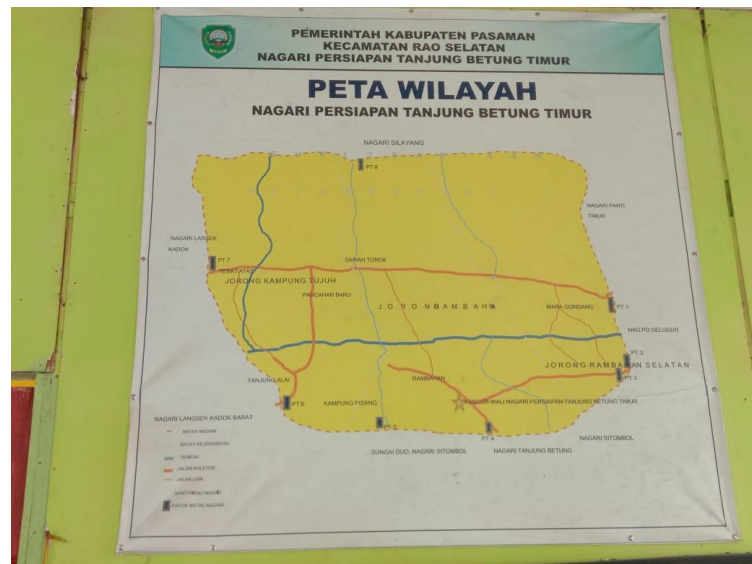 PEMERINTAH KABUPATEN PASAMAN
KECAMATAN RAO SELATAN
NAGARI PERSIAPAN TANJUNG BETUNG TIMUR
PETA WILAYAH
NAGARI PERSIAPAN TANJUNG BETUNG TIMUR
NAGARI SILAYANG
PT.8
NAGARI PANTI
TIMUR
NAGARI LANGSEK
KADOK
PT.7
SAWAH TOROK
JORONG KAMPUNG TUJUH
PANCAHAN BARU
MARA GONDANG
PT.1
NAG.PD.GELUGUR
PT.2
JORONG RAMBAHAN SELATAN
PT.3
TANJUNG ALAI
RAMBAHAN
PT.6
KAMPUNG PISANG
KANTOR WALI NAGARI PERSIAPAN TANJUNG BETUNG TIMUR
NAGARI LANGSEK KADOK BARAT
PT.5
PT.4
NAGARI SITOMBOL
SUNGAI DUO, NAGARI SITOMBOL
NAGARI TANJUNG BETUNG
BATAS NAGARI
BATAS KEJORONGAN
SUNGAI
JALAN KOLEKTOR
JALAN LAIN
KANTOR WALI NAGARI
PATOK BATAS NAGARI